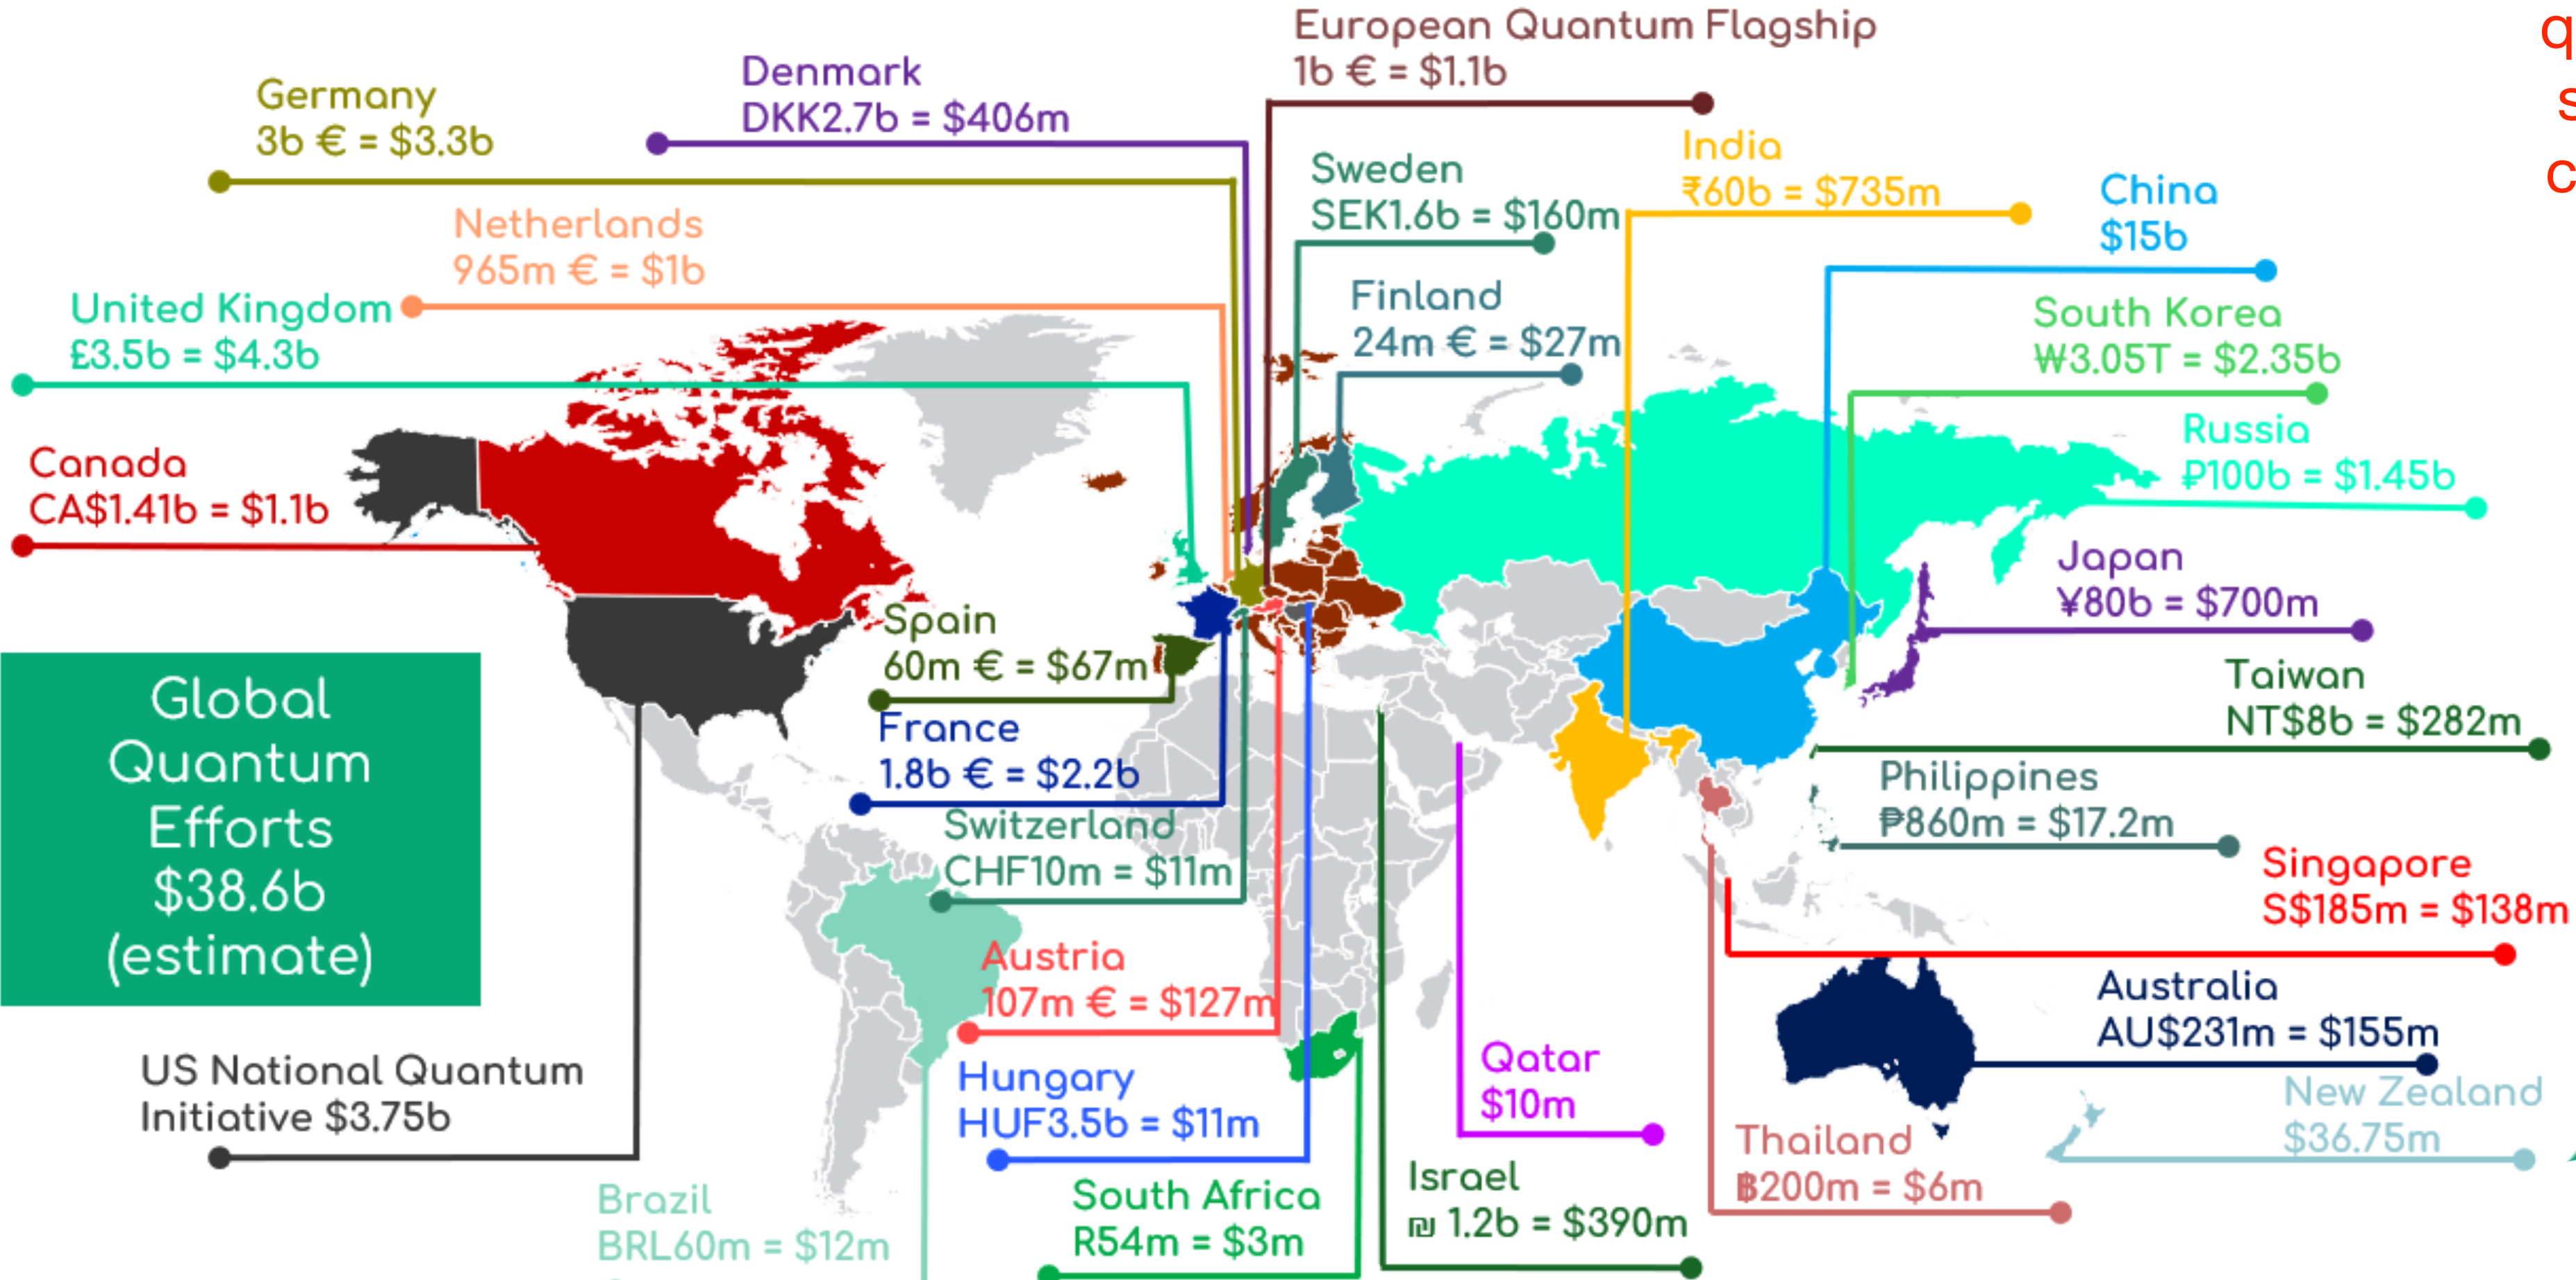 European Quantum Flagship
1b € = $1.1b
Denmark
DKK2.7b = $406m
Germany
3b € = $3.3b
Sweden
SEK1.6b = $160m
India
₹60b = $735m
China
$15b
Netherlands
965m € = $1b
United Kingdom
£3.5b = $4.3b
Finland
24m € = $27m
South Korea
₩3.05T = $2.35b
Russia
₽100b = $1.45b
Canada
CA$1.41b = $1.1b
Japan
¥80b = $700m
Spain
60m € = $67m
Taiwan
NT$8b = $282m
Global
Quantum
Efforts
$38.6b
(estimate)
France
1.8b € = $2.2b
Philippines
₱860m = $17.2m
Switzerland
CHF10m = $11m
Singapore
S$185m = $138m
Austria
107m € = $127m
Australia
AU$231m = $155m
US National Quantum
Initiative $3.75b
Hungary
HUF3.5b = $11m
Qatar
$10m
New Zealand
$36.75m
Thailand
฿200m = $6m
Israel
₪ 1.2b = $390m
Brazil
BRL60m = $12m
South Africa
R54m = $3m